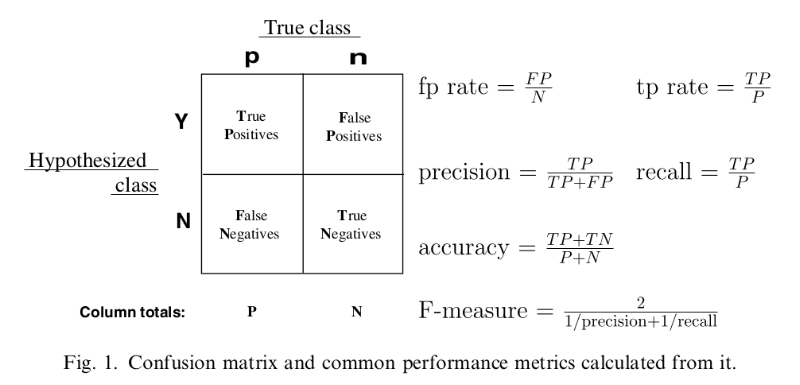 True class
p n
fp rate = FP/N tp rate = TP/P
Y
True
Positives
False
Positives
Hypothesized
class
precision = TP/TP+FP recall = TP/P
N
False
Negatives
True
Negatives
accuracy = TP+TN/P+N
Column totals: P N
F-measure = 2/1/precision+1/recall
Fig. 1. Confusion matrix and common performance metrics calculated from it.